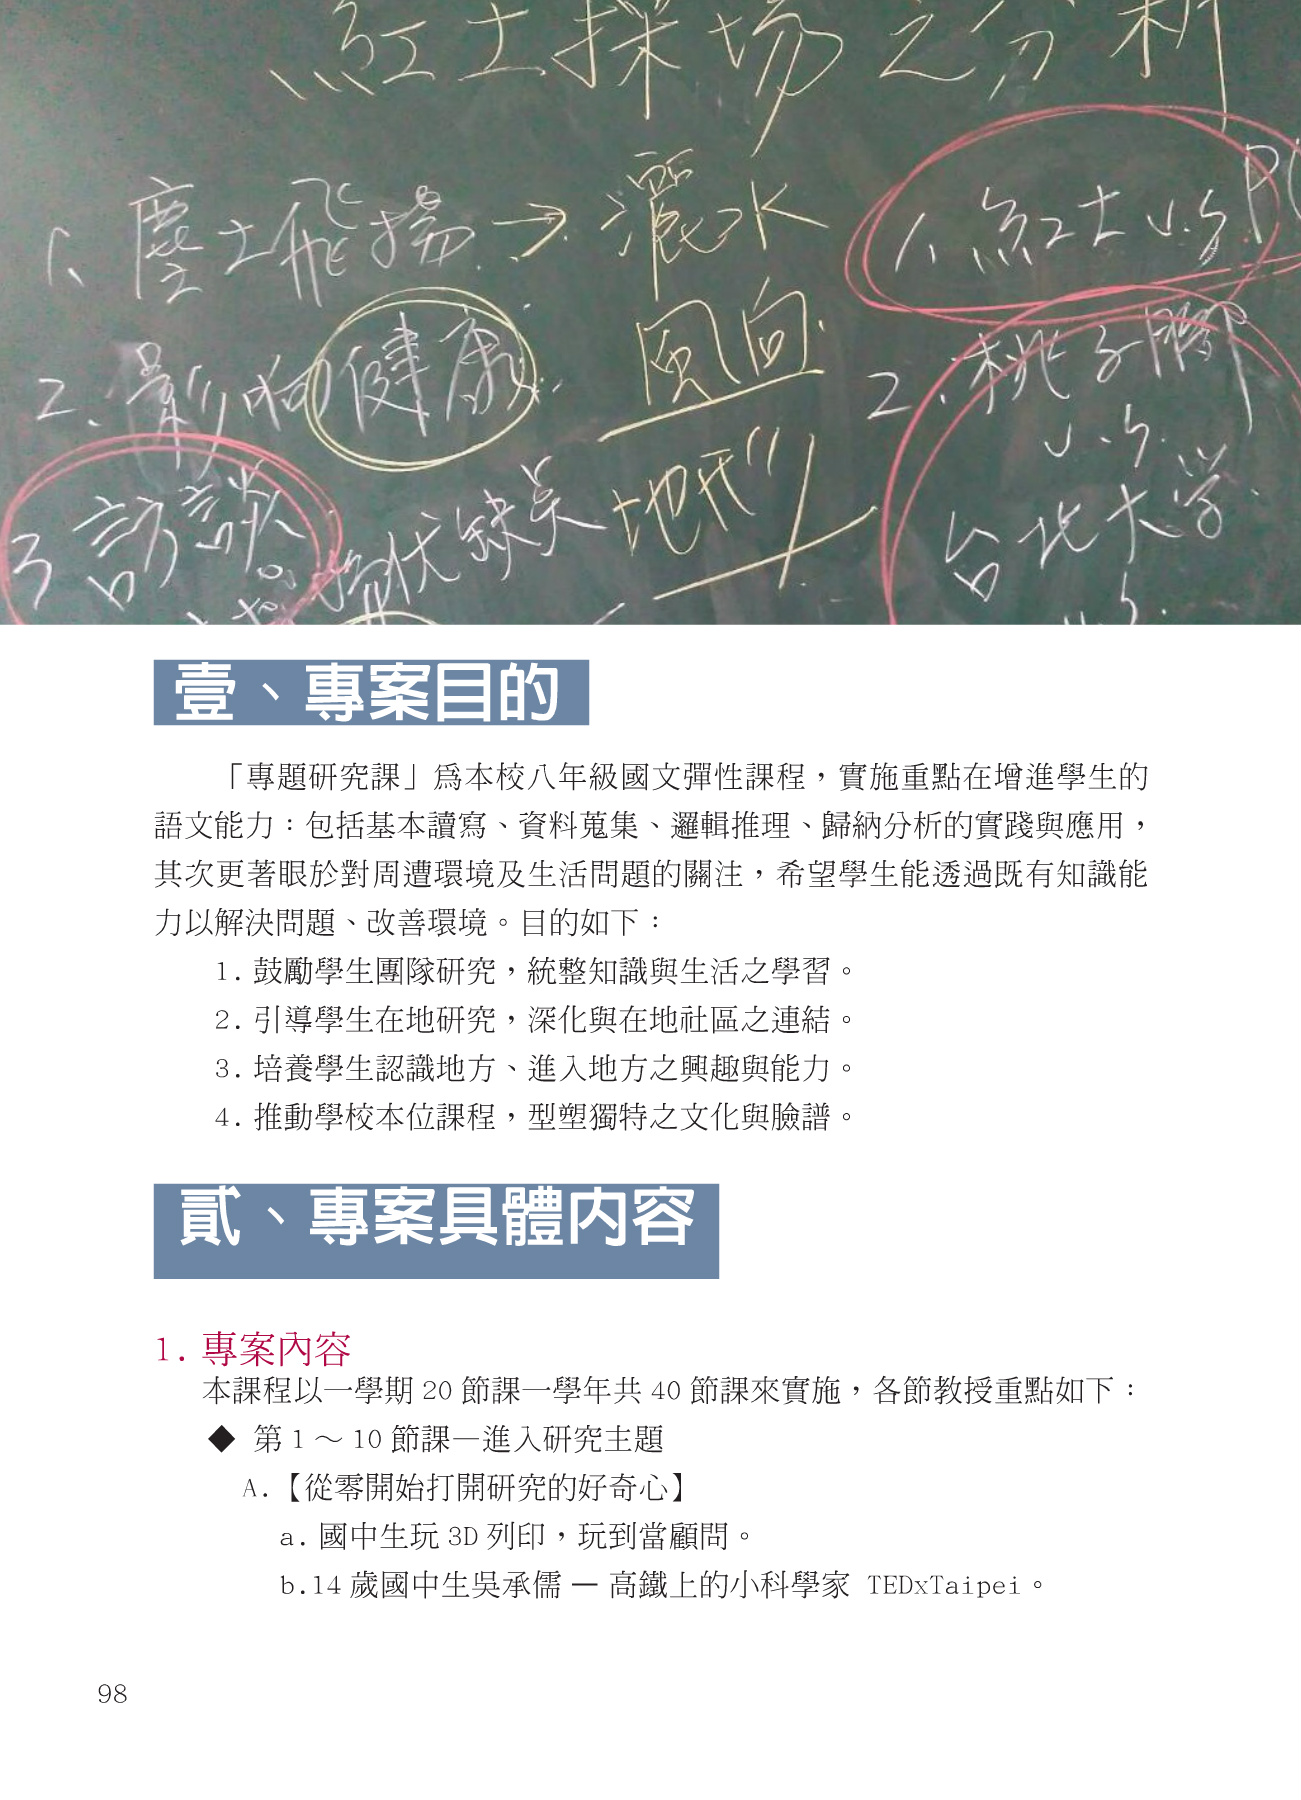 紅土操場之分析
1、塵土飛揚→灑水
風向
地形
2.影响健康
3訪談
優缺點
1、紅土山ㄅ
2.桃子腳
山ㄅ
台北大学
壹、專案目的
「專題研究課」為本校八年級國文彈性課程，實施重點在增進學生的
語文能力：包括基本讀寫、資料蒐集、邏輯推理、歸納分析的實踐與應用，
其次更著眼於對周遭環境及生活問題的關注，希望學生能透過既有知識能
力以解決問題、改善環境。目的如下：
1. 鼓勵學生團隊研究，統整知識與生活之學習。
2. 引導學生在地研究，深化與在地社區之連結。
3. 培養學生認識地方、進入地方之興趣與能力。
4. 推動學校本位課程，型塑獨特之文化與臉譜。
貳、專案具體內容
1. 專案內容
本課程以一學期 20 節課一學年共 40 節課來實施，各節教授重點如下：
◆ 第 1 ～ 10 節課—進入研究主題
A.【從零開始打開研究的好奇心】
a. 國中生玩 3D 列印，玩到當顧問。
b.14 歲國中生吳承儒 — 高鐵上的小科學家 TEDxTaipei。
98